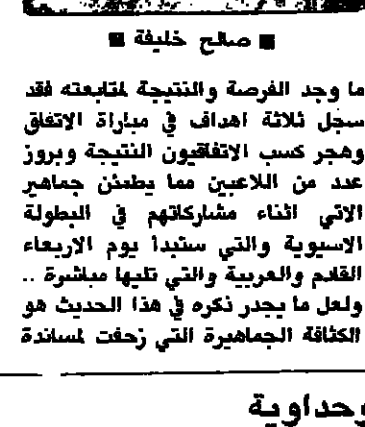 ■ صالح خليفة ■
ما وجد الفرصة والنتيجة لمتابعته فقد
سجل ثلاثة اهداف في مباراة الاتفاق
وهجر كسب الاتفاقيون النتيجة وبروز
عدد من اللاعبين مما يطمئن جماهير
الاتي اثناء مشاركاتهم في البطولة
الاسيوية والتي ستبدا يوم الاربعاء
القادم والعربية والتي تليها مباشرة ..
ولعل ما يجدر ذكره في هذا الحديث هو
الكثافة الجماهيرة التي زحفت لمساندة
وحداوية